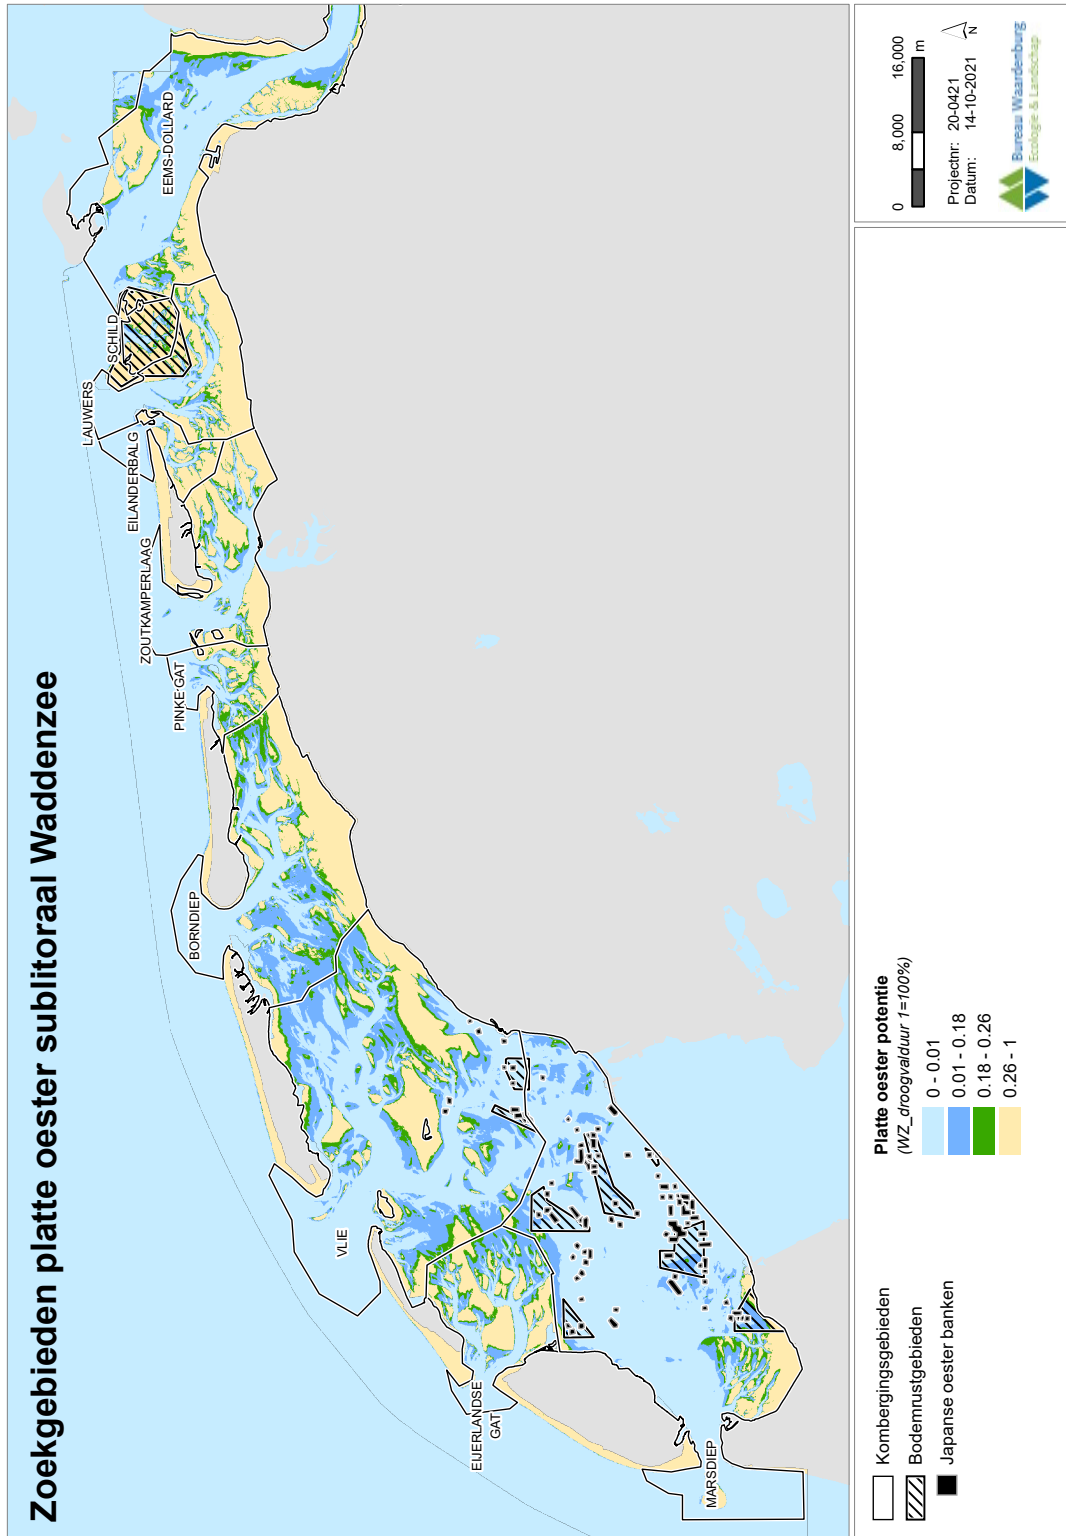 Zoekgebieden platte oester sublitoraal Waddenzee
EEMS-DOLLARD
SCHILD
LAUWERS
EILANDERBALG
ZOUTKAMPERLAAG
PINKE GAT
BORNDIEP
VLIE
EIJERLANDSE
GAT
MARSDIEP
Kombergingsgebieden
Bodemrustgebieden
Japanse oester banken
Platte oester potentie
(WZ_droogvalduur 1=100%)
0 - 0.01
0.01 - 0.18
0.18 - 0.26
0.26 - 1
0 8,000 16,000
m
N
Projectnr: 20-0421
Datum: 14-10-2021
Bureau Waardenburg
Ecologie & Landschap